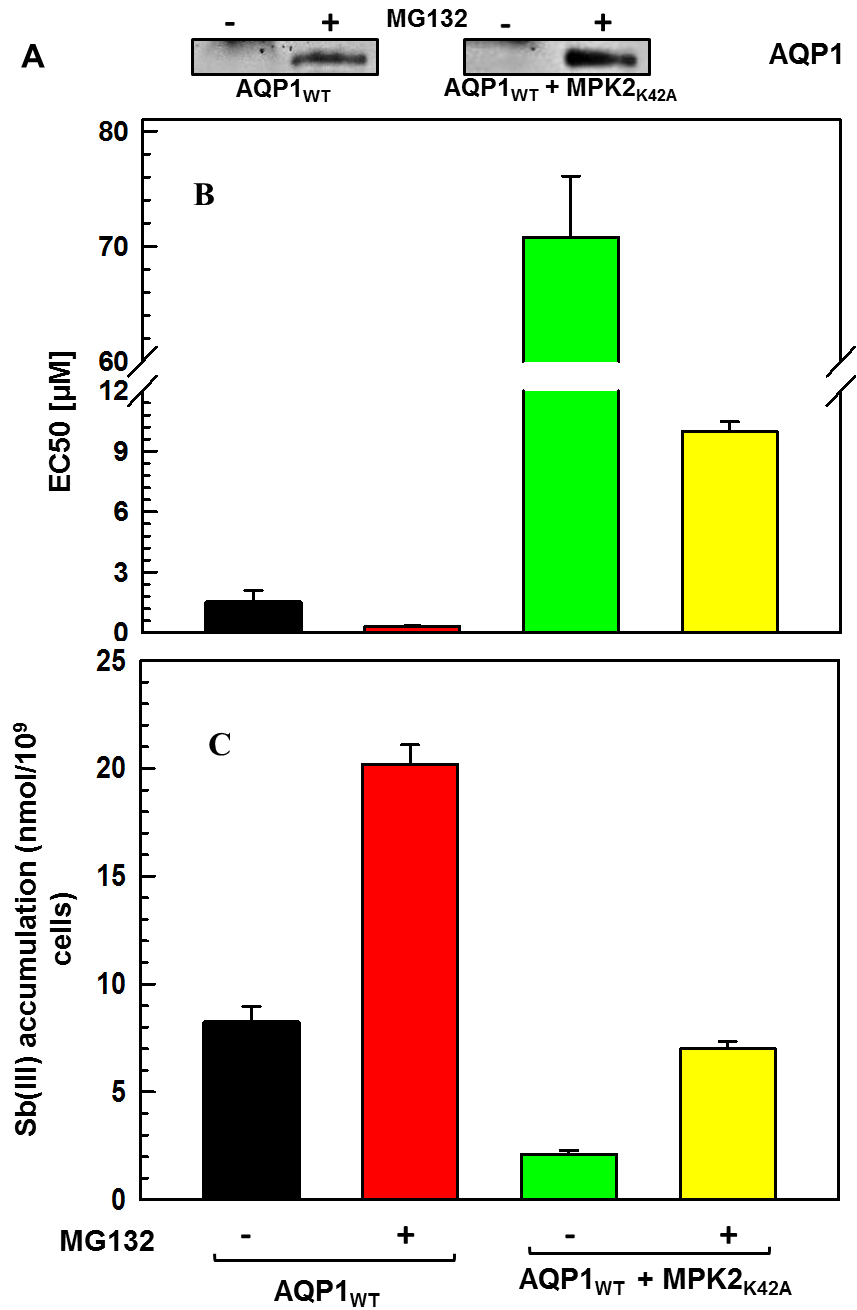 - + MG132 - +
A AQP1
AQP1WT AQP1WT + MPK2K42A
80
B
70
60
12
EC50 [µM]
9
6
3
0
25
C
20
15
Sb(III) accumulation (nmol/10⁹
cells)
10
5
0
MG132 - + - +
AQP1WT AQP1WT + MPK2K42A